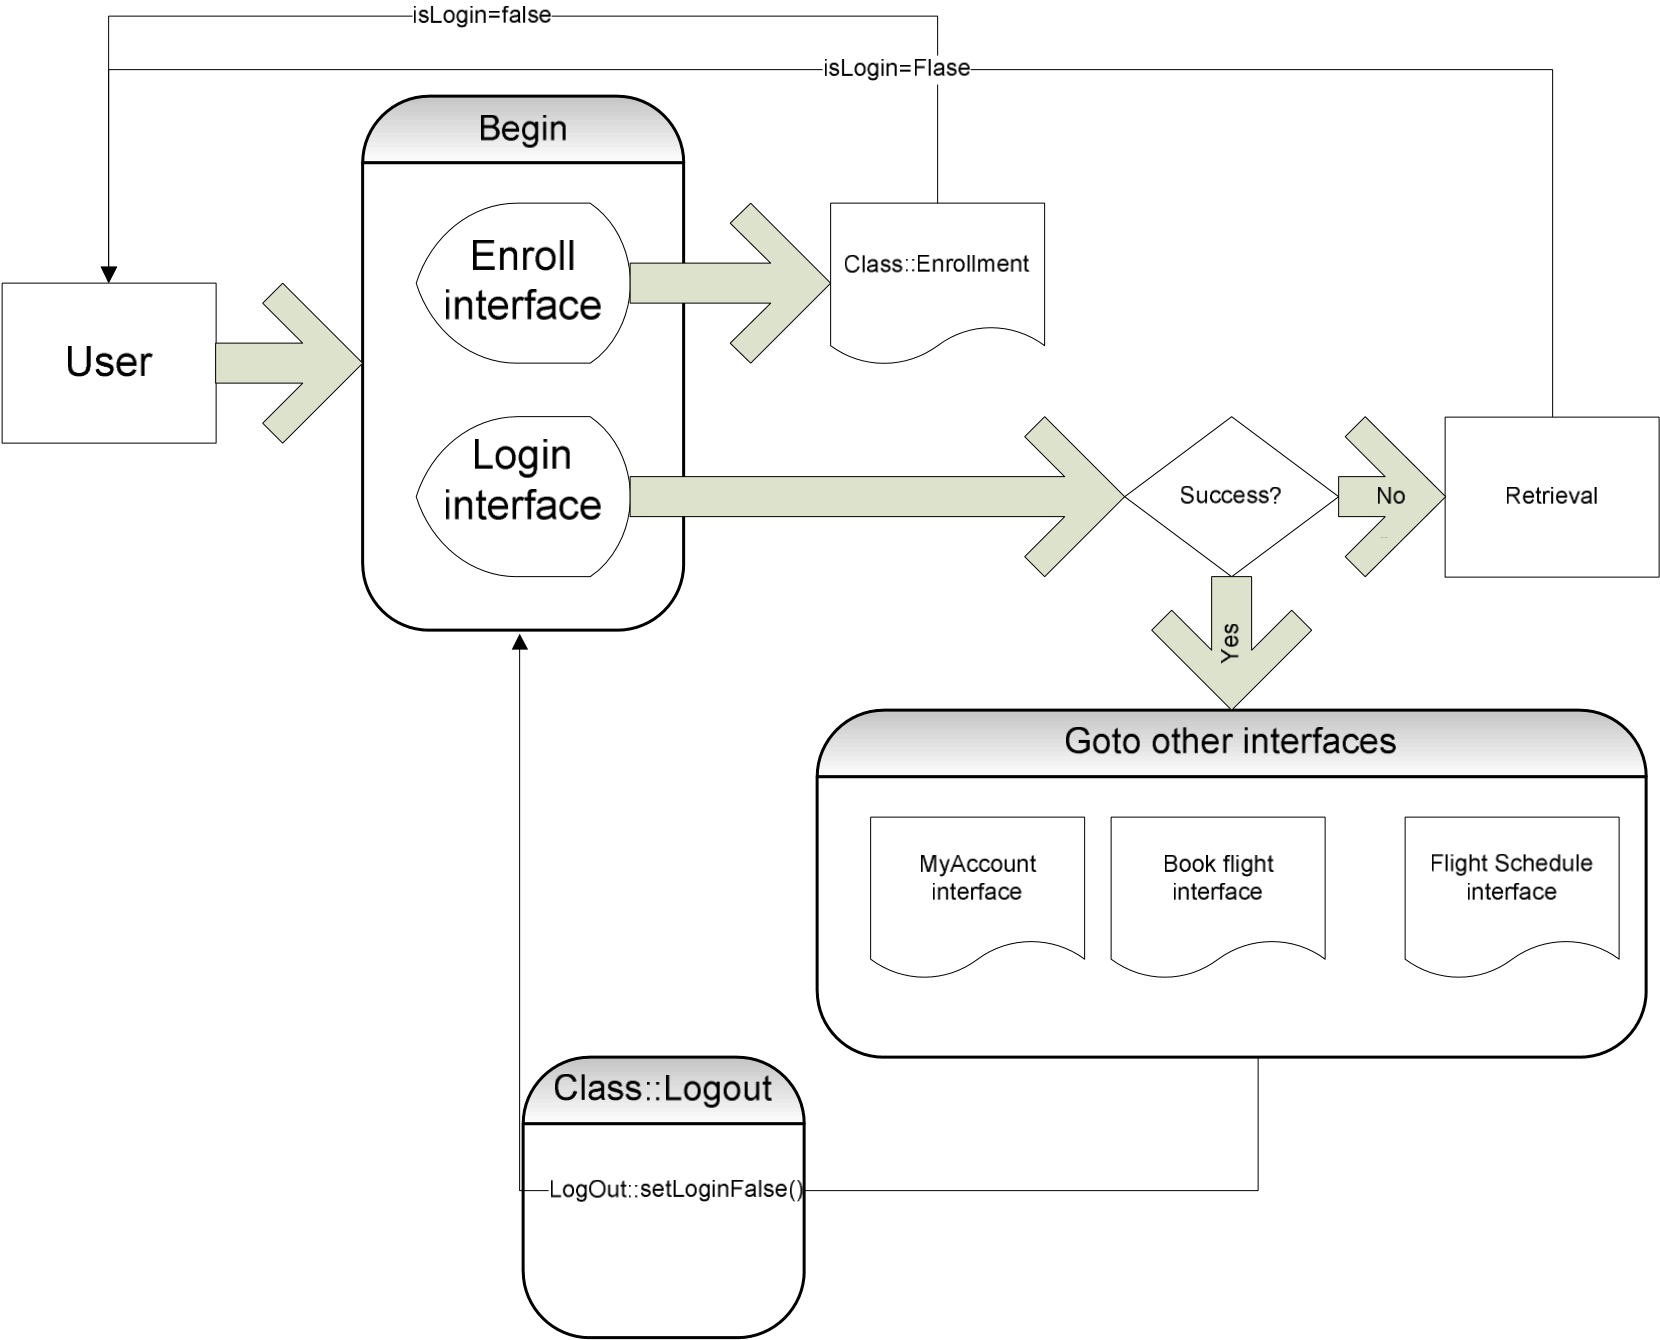 isLogin=false
isLogin=Flase
Begin
Enroll
interface
Class::Enrollment
User
Login
interface
Success?
No
Retrieval
Yes
Goto other interfaces
MyAccount
interface
Book flight
interface
Flight Schedule
interface
Class::Logout
LogOut::setLoginFalse()